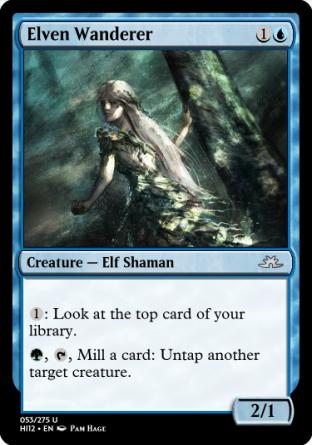 Elven Wanderer 1
Creature — Elf Shaman
1: Look at the top card of your
library.
, , Mill a card: Untap another
target creature.
2/1
053/275 U
HI12 • EN Pam Hage